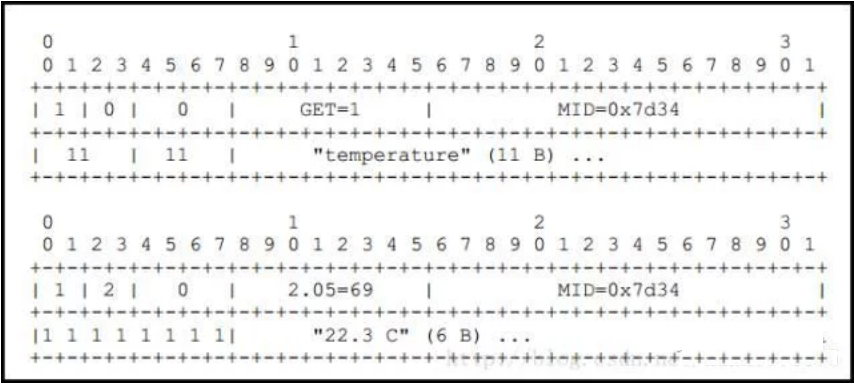 0 1 2 3
0 1 2 3 4 5 6 7 8 9 0 1 2 3 4 5 6 7 8 9 0 1 2 3 4 5 6 7 8 9 0 1
+-+-+-+-+-+-+-+-+-+-+-+-+-+-+-+-+-+-+-+-+-+-+-+-+-+-+-+-+-+-+-+-+
| 1 | 0 | 0 | GET=1 | MID=0x7d34 |
+-+-+-+-+-+-+-+-+-+-+-+-+-+-+-+-+-+-+-+-+-+-+-+-+-+-+-+-+-+-+-+-+
| 11 | 11 | "temperature" (11 B) ...
+-+-+-+-+-+-+-+-+-+-+-+-+-+-+-+-+-+-+-+-+-+-+-+-+-+-+-+-+-+-+-+-+
0 1 2 3
0 1 2 3 4 5 6 7 8 9 0 1 2 3 4 5 6 7 8 9 0 1 2 3 4 5 6 7 8 9 0 1
+-+-+-+-+-+-+-+-+-+-+-+-+-+-+-+-+-+-+-+-+-+-+-+-+-+-+-+-+-+-+-+-+
| 1 | 2 | 0 | 2.05=69 | MID=0x7d34 |
+-+-+-+-+-+-+-+-+-+-+-+-+-+-+-+-+-+-+-+-+-+-+-+-+-+-+-+-+-+-+-+-+
|1 1 1 1 1 1 1 1| "22.3 C" (6 B) ...
+-+-+-+-+-+-+-+-+-+-+-+-+-+-+-+-+-+-+-+-+-+-+-+-+-+-+-+-+-+-+-+-+